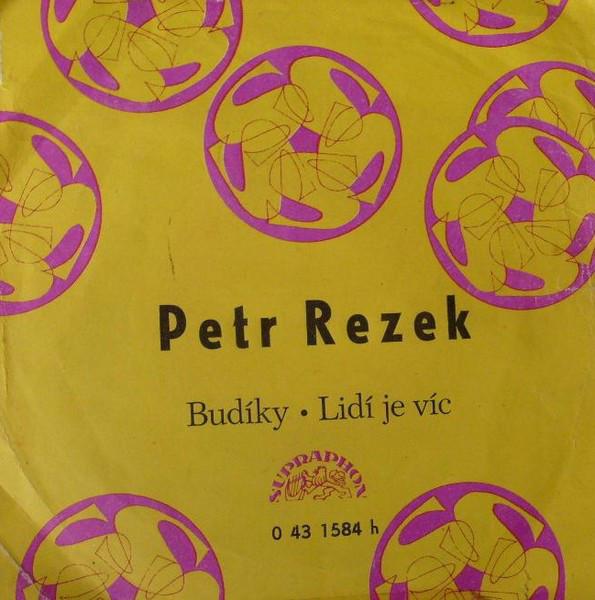 Petr Rezek
Budíky • Lidí je víc
SUPRAPHON
0 43 1584 h